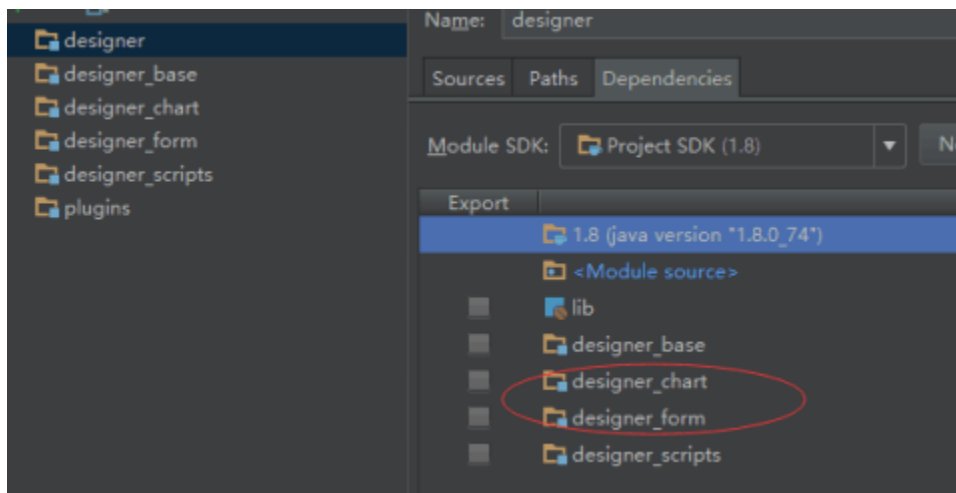 designer
designer_base
designer_chart
designer_form
designer_scripts
plugins
Name: designer
Sources Paths Dependencies
Module SDK: Project SDK (1.8)
Export
1.8 (java version "1.8.0_74")
<Module source>
lib
designer_base
designer_chart
designer_form
designer_scripts